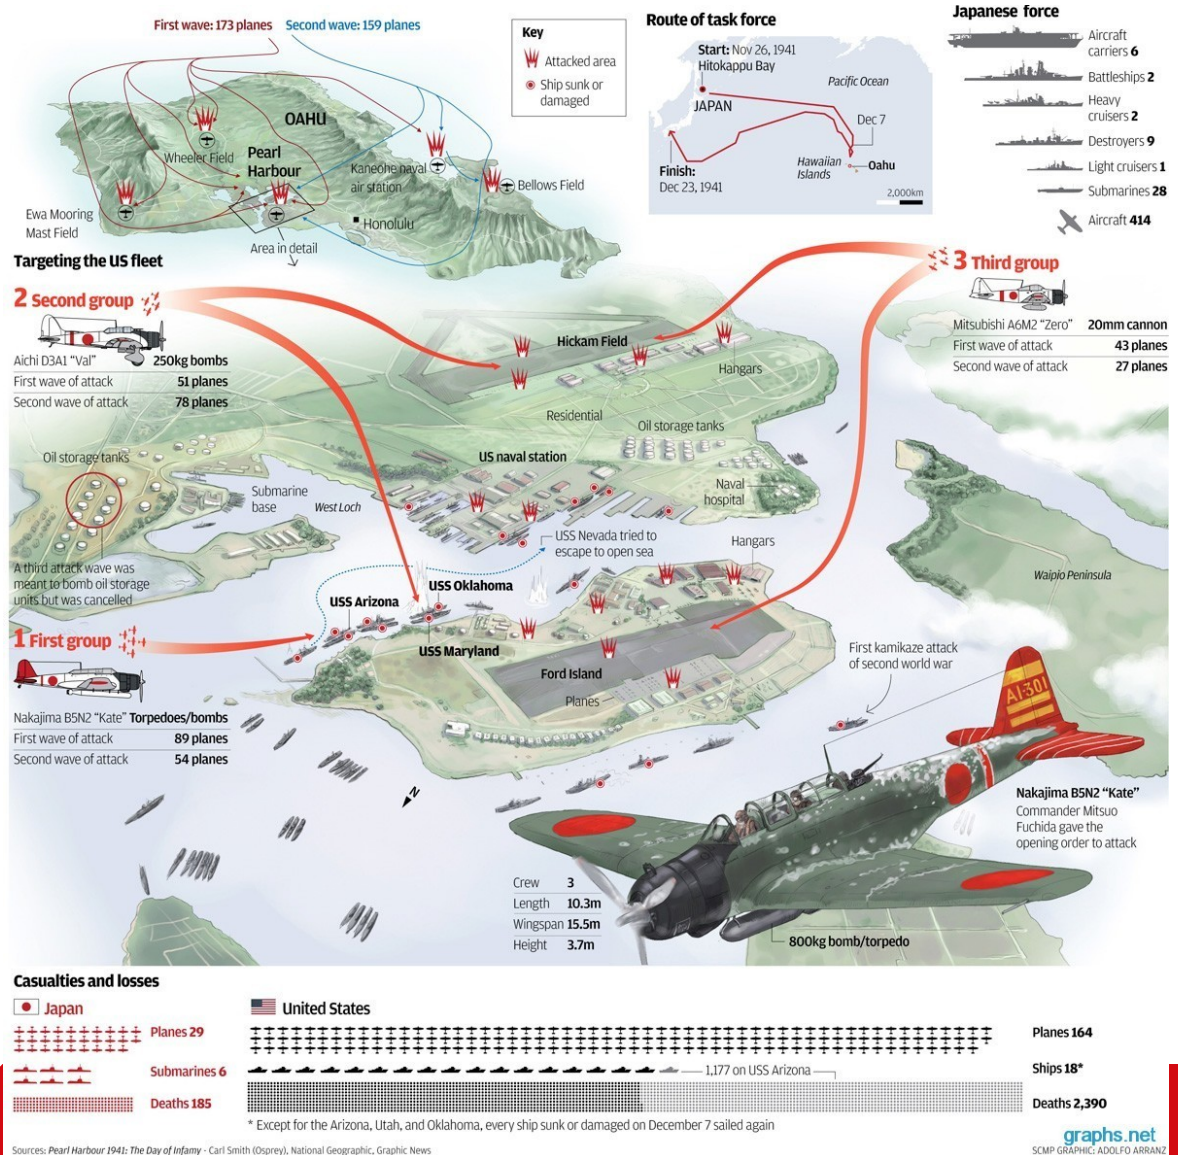 First wave: 173 planes
Second wave: 159 planes
Key
Attacked area
Ship sunk or
damaged
OAHU
Wheeler Field
Pearl
Harbour
Kaneohe naval
air station
Bellows Field
Ewa Mooring
Mast Field
Honolulu
Area in detail
Route of task force
Start: Nov 26, 1941
Hitokappu Bay
Pacific Ocean
JAPAN
Dec 7
Hawaiian
Islands
Oahu
Finish:
Dec 23, 1941
2,000km
Japanese force
Aircraft
carriers 6
Battleships 2
Heavy
cruisers 2
Destroyers 9
Light cruisers 1
Submarines 28
Aircraft 414
Targeting the US fleet
2 Second group
Aichi D3A1 "Val" 250kg bombs
First wave of attack 51 planes
Second wave of attack 78 planes
3 Third group
Mitsubishi A6M2 "Zero" 20mm cannon
First wave of attack 43 planes
Second wave of attack 27 planes
Hickam Field
Hangars
Residential
Oil storage tanks
US naval station
Naval
hospital
Oil storage tanks
Submarine
base
West Loch
USS Nevada tried to
escape to open sea
Hangars
A third attack wave was
meant to bomb oil storage
units but was cancelled
USS Oklahoma
USS Arizona
USS Maryland
Waipio Peninsula
1 First group
Nakajima B5N2 "Kate" Torpedoes/bombs
First wave of attack 89 planes
Second wave of attack 54 planes
Ford Island
Planes
First kamikaze attack
of second world war
N
A1-301
Nakajima B5N2 "Kate"
Commander Mitsuo
Fuchida gave the
opening order to attack
Crew 3
Length 10.3m
Wingspan 15.5m
Height 3.7m
800kg bomb/torpedo
Casualties and losses
Japan
Planes 29
Submarines 6
Deaths 185
United States
Planes 164
1,177 on USS Arizona
Ships 18*
Deaths 2,390
* Except for the Arizona, Utah, and Oklahoma, every ship sunk or damaged on December 7 sailed again
graphs.net
Sources: Pearl Harbour 1941: The Day of Infamy - Carl Smith (Osprey), National Geographic, Graphic News
SCMP GRAPHIC: ADOLFO ARRANZ